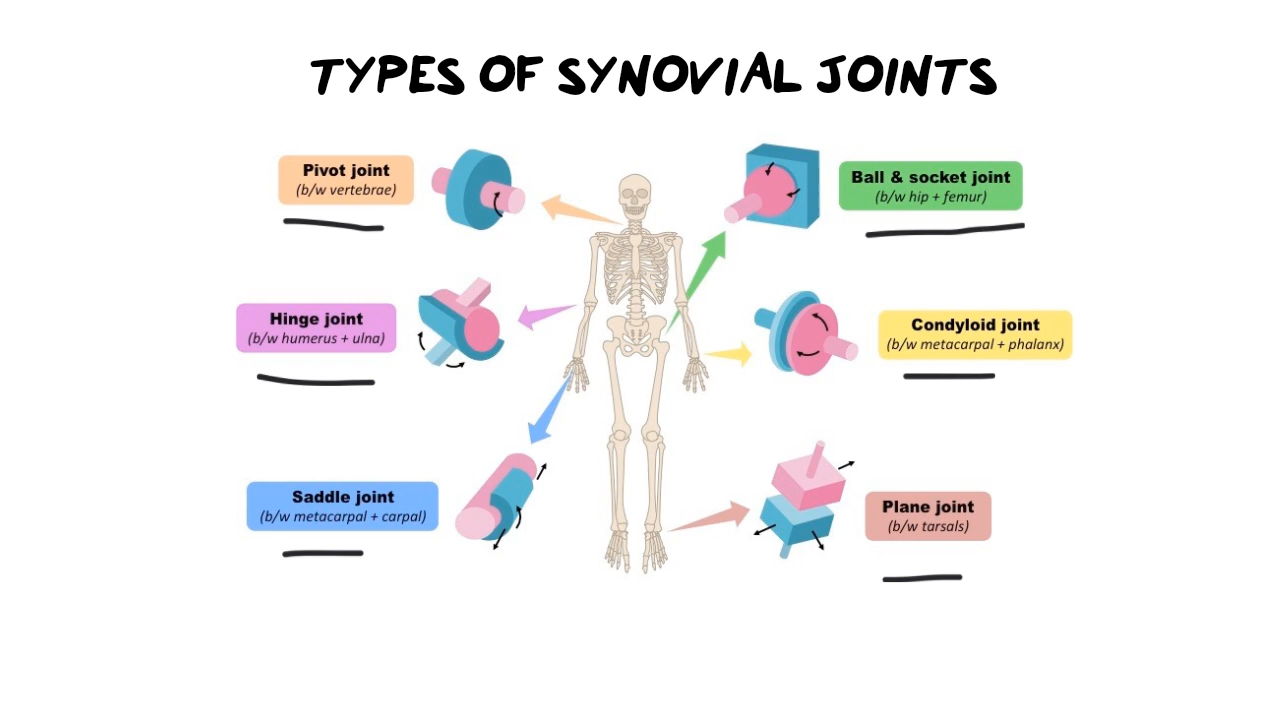 TYPES OF SYNOVIAL JOINTS
Pivot joint
(b/w vertebrae)
Ball & socket joint
(b/w hip + femur)
Hinge joint
(b/w humerus + ulna)
Condyloid joint
(b/w metacarpal + phalanx)
Saddle joint
(b/w metacarpal + carpal)
Plane joint
(b/w tarsals)